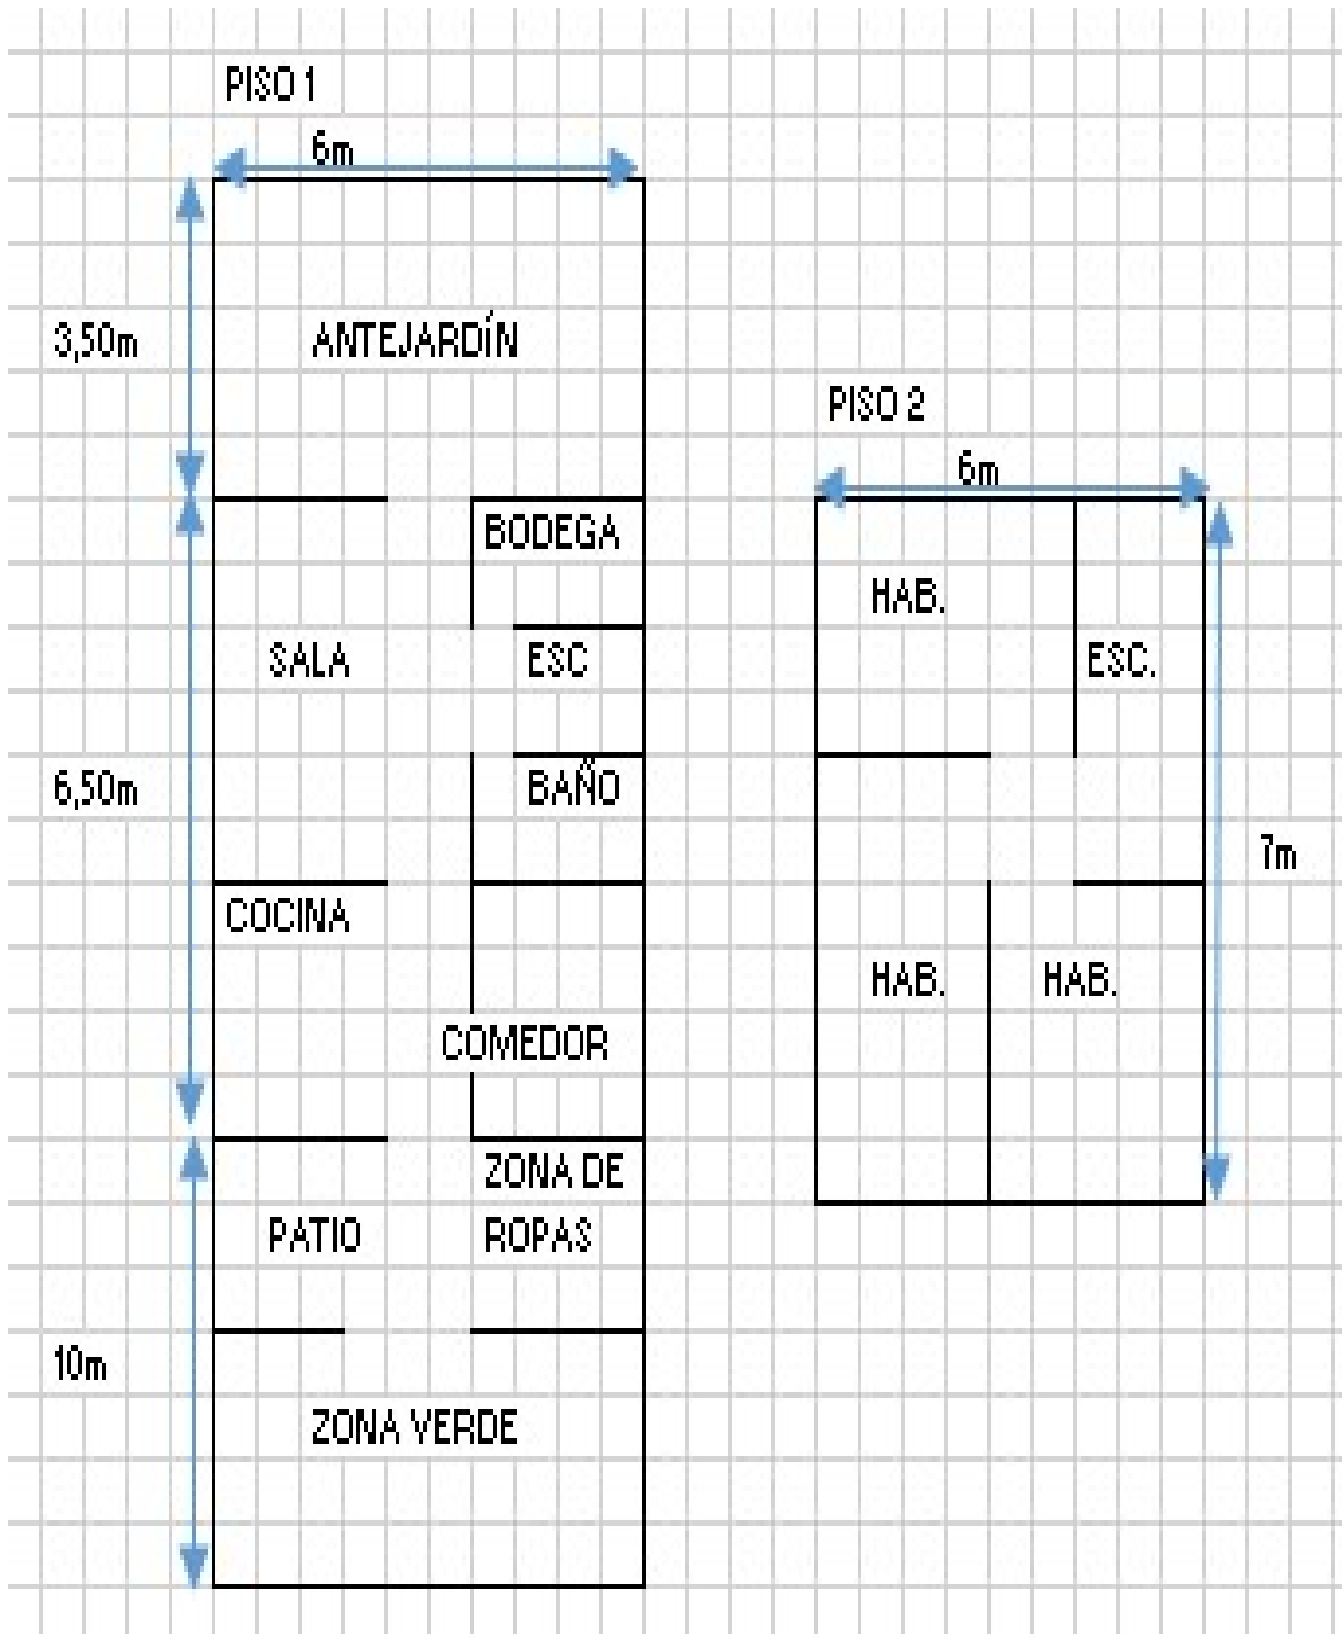 PISO 1
6m
3,50m
ANTEJARDÍN
BODEGA
SALA
ESC
6,50m
BAÑO
COCINA
COMEDOR
ZONA DE
PATIO
ROPAS
10m
ZONA VERDE
PISO 2
6m
HAB.
ESC.
7m
HAB.
HAB.